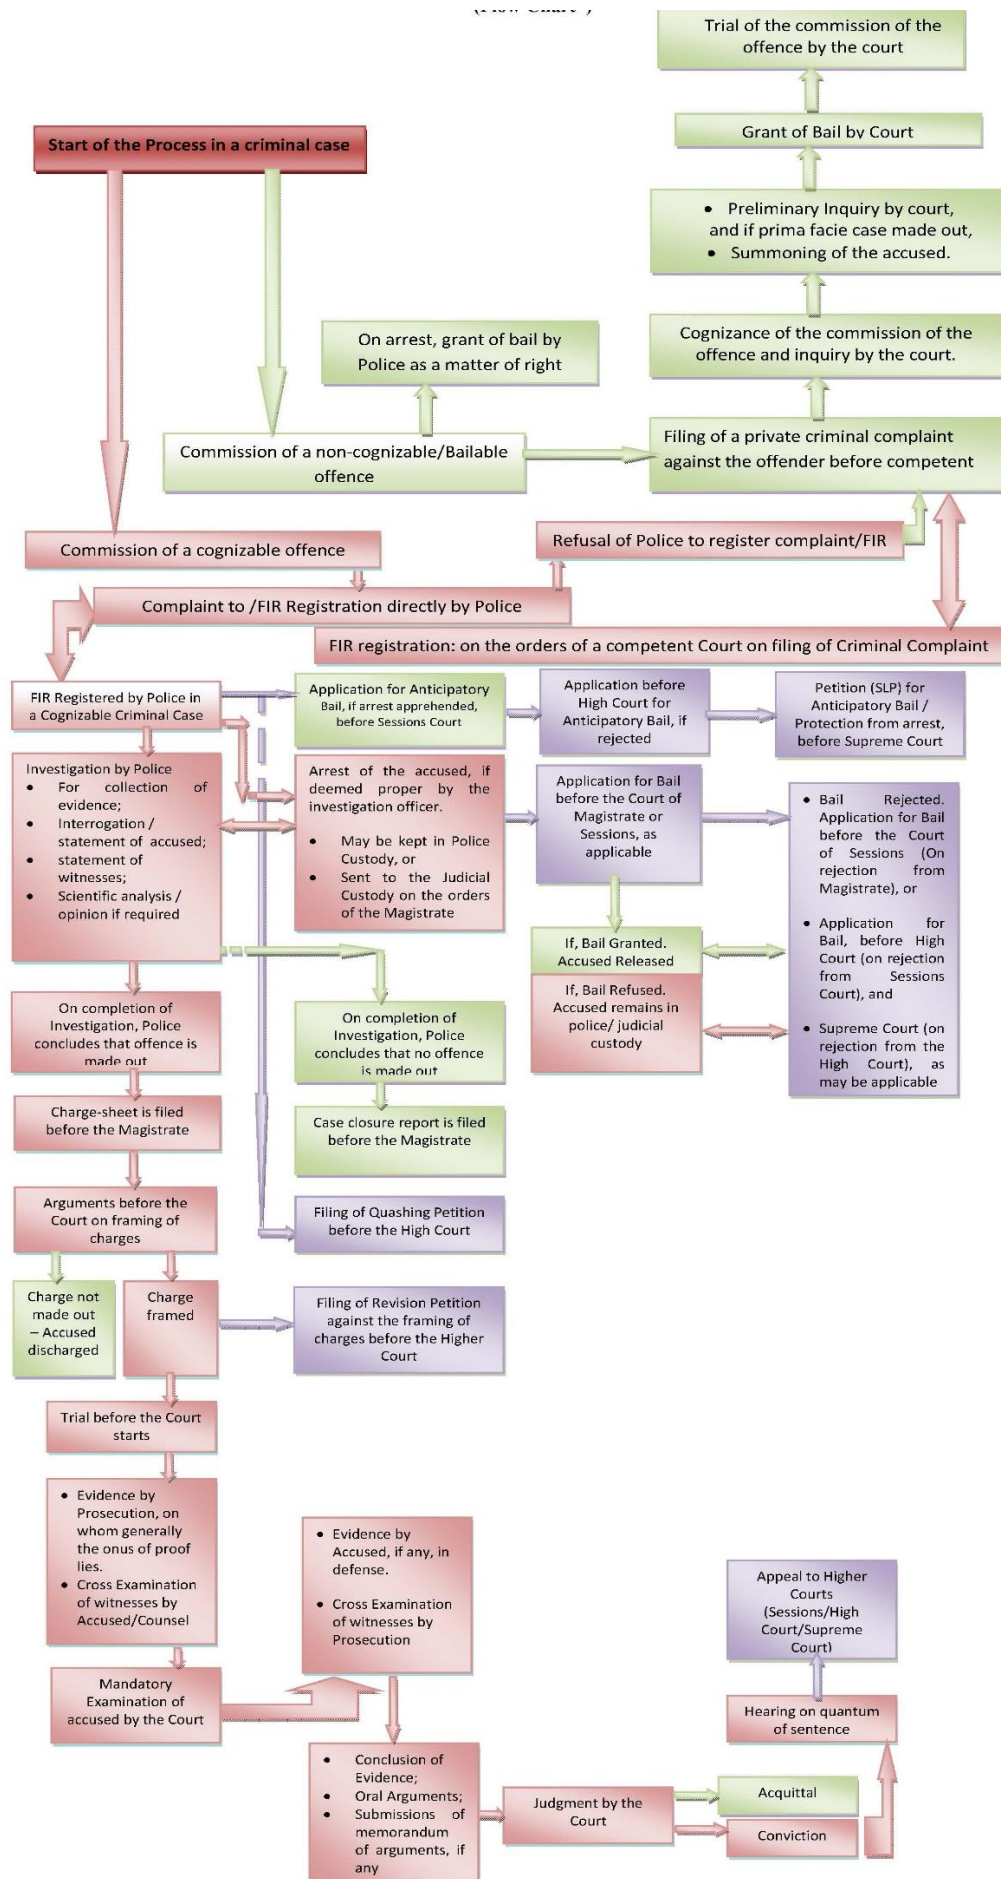 (Flow Chart )
Trial of the commission of the
offence by the court
Grant of Bail by Court
Start of the Process in a criminal case
• Preliminary Inquiry by court,
and if prima facie case made out,
• Summoning of the accused.
On arrest, grant of bail by
Police as a matter of right
Cognizance of the commission of the
offence and inquiry by the court.
Commission of a non-cognizable/Bailable
offence
Filing of a private criminal complaint
against the offender before competent
Commission of a cognizable offence
Refusal of Police to register complaint/FIR
Complaint to /FIR Registration directly by Police
FIR registration: on the orders of a competent Court on filing of Criminal Complaint
FIR Registered by Police in
a Cognizable Criminal Case
Application for Anticipatory
Bail, if arrest apprehended,
before Sessions Court
Application before
High Court for
Anticipatory Bail, if
rejected
Petition (SLP) for
Anticipatory Bail /
Protection from arrest,
before Supreme Court
Investigation by Police
• For collection of
evidence;
• Interrogation /
statement of accused;
• statement of
witnesses;
• Scientific analysis /
opinion if required
Arrest of the accused, if
deemed proper by the
investigation officer.
• May be kept in Police
Custody, or
• Sent to the Judicial
Custody on the orders
of the Magistrate
Application for Bail
before the Court of
Magistrate or
Sessions, as
applicable
• Bail Rejected.
Application for Bail
before the Court
of Sessions (On
rejection from
Magistrate), or
• Application for
Bail, before High
Court (on rejection
from Sessions
Court), and
• Supreme Court (on
rejection from the
High Court), as
may be applicable
If, Bail Granted.
Accused Released
If, Bail Refused.
Accused remains in
police/ judicial
custody
On completion of
Investigation, Police
concludes that offence is
made out
On completion of
Investigation, Police
concludes that no offence
is made out
Charge-sheet is filed
before the Magistrate
Case closure report is filed
before the Magistrate
Arguments before the
Court on framing of
charges
Filing of Quashing Petition
before the High Court
Charge not
made out
– Accused
discharged
Charge
framed
Filing of Revision Petition
against the framing of
charges before the Higher
Court
Trial before the Court
starts
• Evidence by
Prosecution, on
whom generally
the onus of proof
lies.
• Cross Examination
of witnesses by
Accused/Counsel
• Evidence by
Accused, if any, in
defense.
• Cross Examination
of witnesses by
Prosecution
Appeal to Higher
Courts
(Sessions/High
Court/Supreme
Court)
Mandatory
Examination of
accused by the Court
Hearing on quantum
of sentence
• Conclusion of
Evidence;
• Oral Arguments;
• Submissions of
memorandum
of arguments, if
any
Judgment by the
Court
Acquittal
Conviction